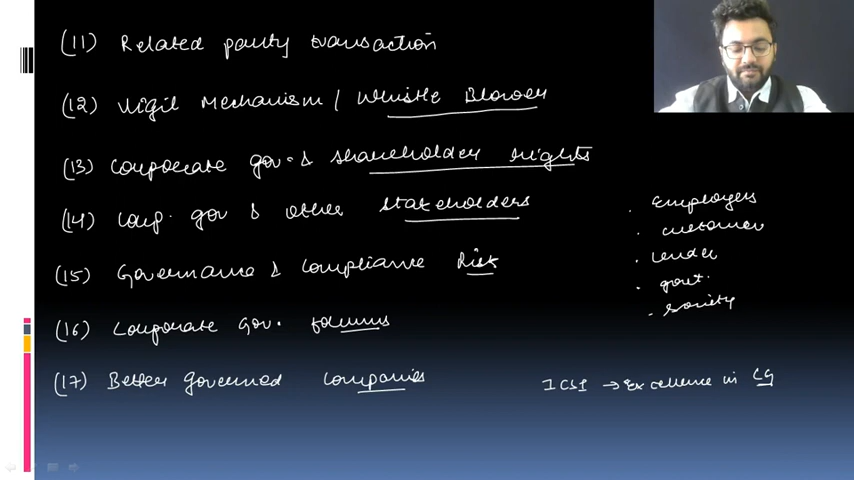 (11) Related party transaction
(12) Vigil Mechanism / Whistle Blower
(13) Corporate gov. & shareholder rights
(14) Corp. gov & other stakeholders
(15) Governance & compliance Risk
(16) Corporate Gov. forums
(17) Better Governed Companies
. Employers
. customer
. Lender
. govt.
. Society
ICSI → Excellence in CG